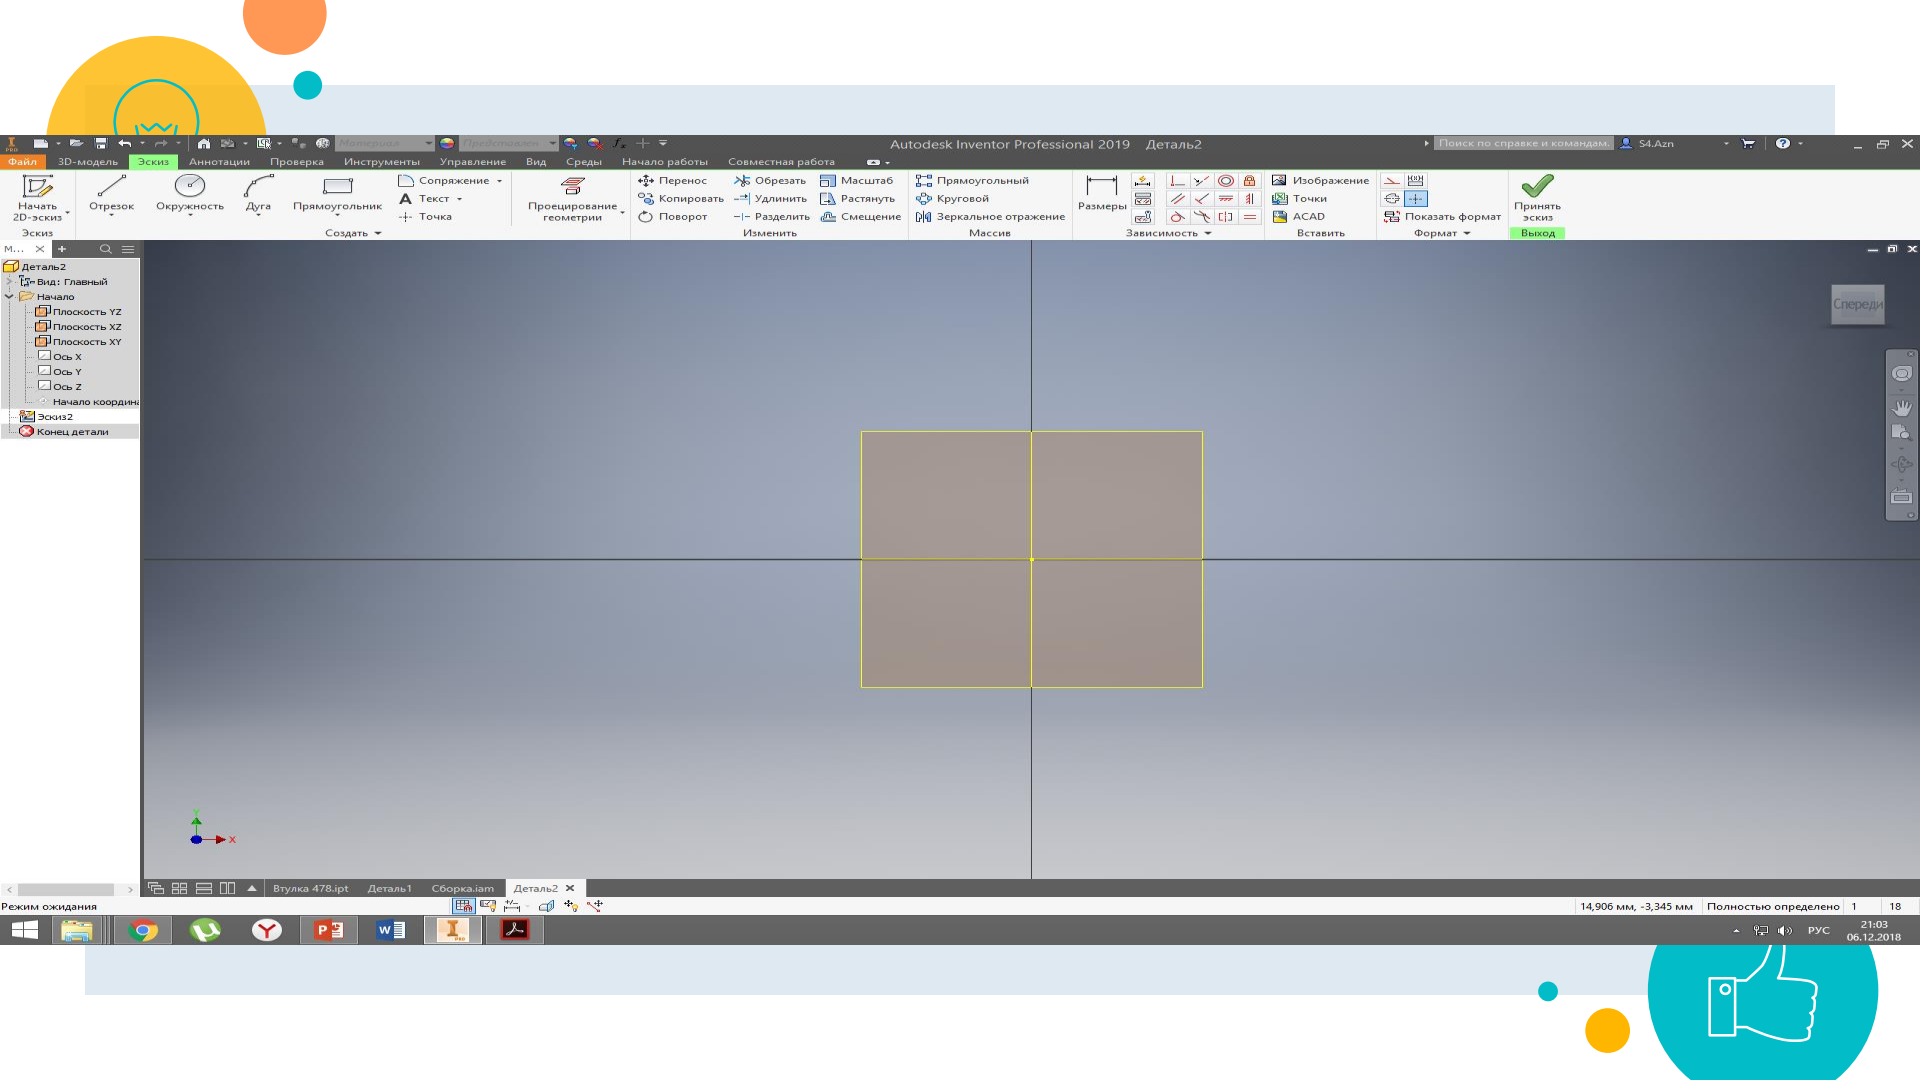 Autodesk Inventor Professional 2019 Деталь2
Поиск по справке и командам.
S4.Azn
Файл 3D-модель Эскиз Аннотации Проверка Инструменты Управление Вид Среды Начало работы Совместная работа
Начать
2D-эскиз
Эскиз
Отрезок
Окружность
Дуга
Прямоугольник
Сопряжение
Текст
Точка
Создать
Проецирование
геометрии
Перенос
Копировать
Поворот
Обрезать
Удлинить
Разделить
Масштаб
Растянуть
Смещение
Изменить
Прямоугольный
Круговой
Зеркальное отражение
Массив
Размеры
Зависимость
Изображение
Точки
ACAD
Вставить
Показать формат
Формат
Принять
эскиз
Выход
М...
Деталь2
Вид: Главный
Начало
Плоскость YZ
Плоскость XZ
Плоскость XY
Ось X
Ось Y
Ось Z
Начало координа
Эскиз2
Конец детали
Спереди
Y
X
Втулка 478.ipt Деталь1 Сборка.iam Деталь2
Режим ожидания
14,906 мм, -3,345 мм Полностью определено 1 18
РУС
21:03
06.12.2018